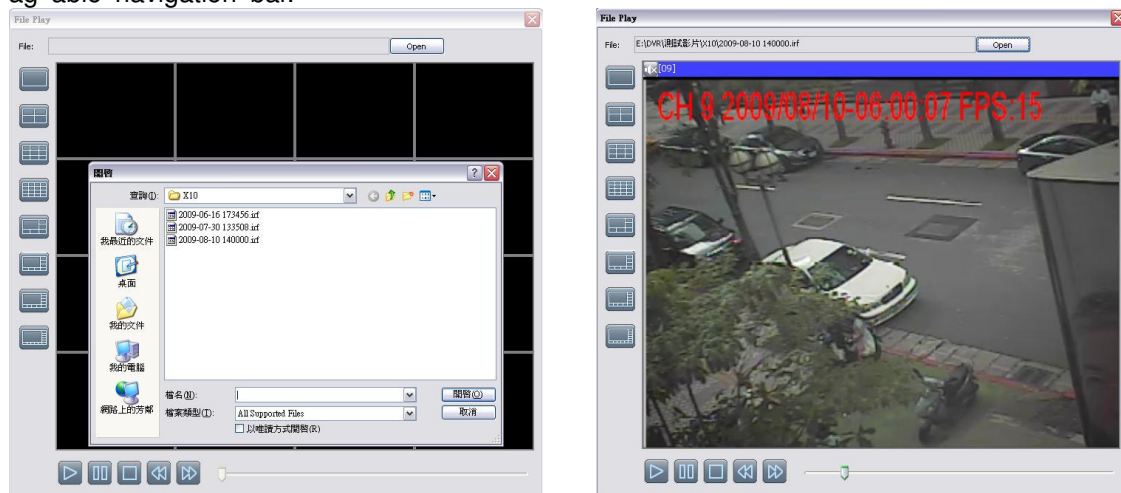 ag able navigation bar.
File Play
File:
Open
開啓
查詢(I):
X10
我最近的文件
桌面
我的文件
我的電腦
網路上的芳鄰
2009-06-16 173456.irf
2009-07-30 133508.irf
2009-08-10 140000.irf
檔名(N):
開啓(O)
檔案類型(T):
All Supported Files
取消
以唯讀方式開啓(R)
File Play
File:
E:\DVR\測試影片\X10\2009-08-10 140000.irf
Open
[09]
CH 9 2009/08/10-06:00:07 FPS:15